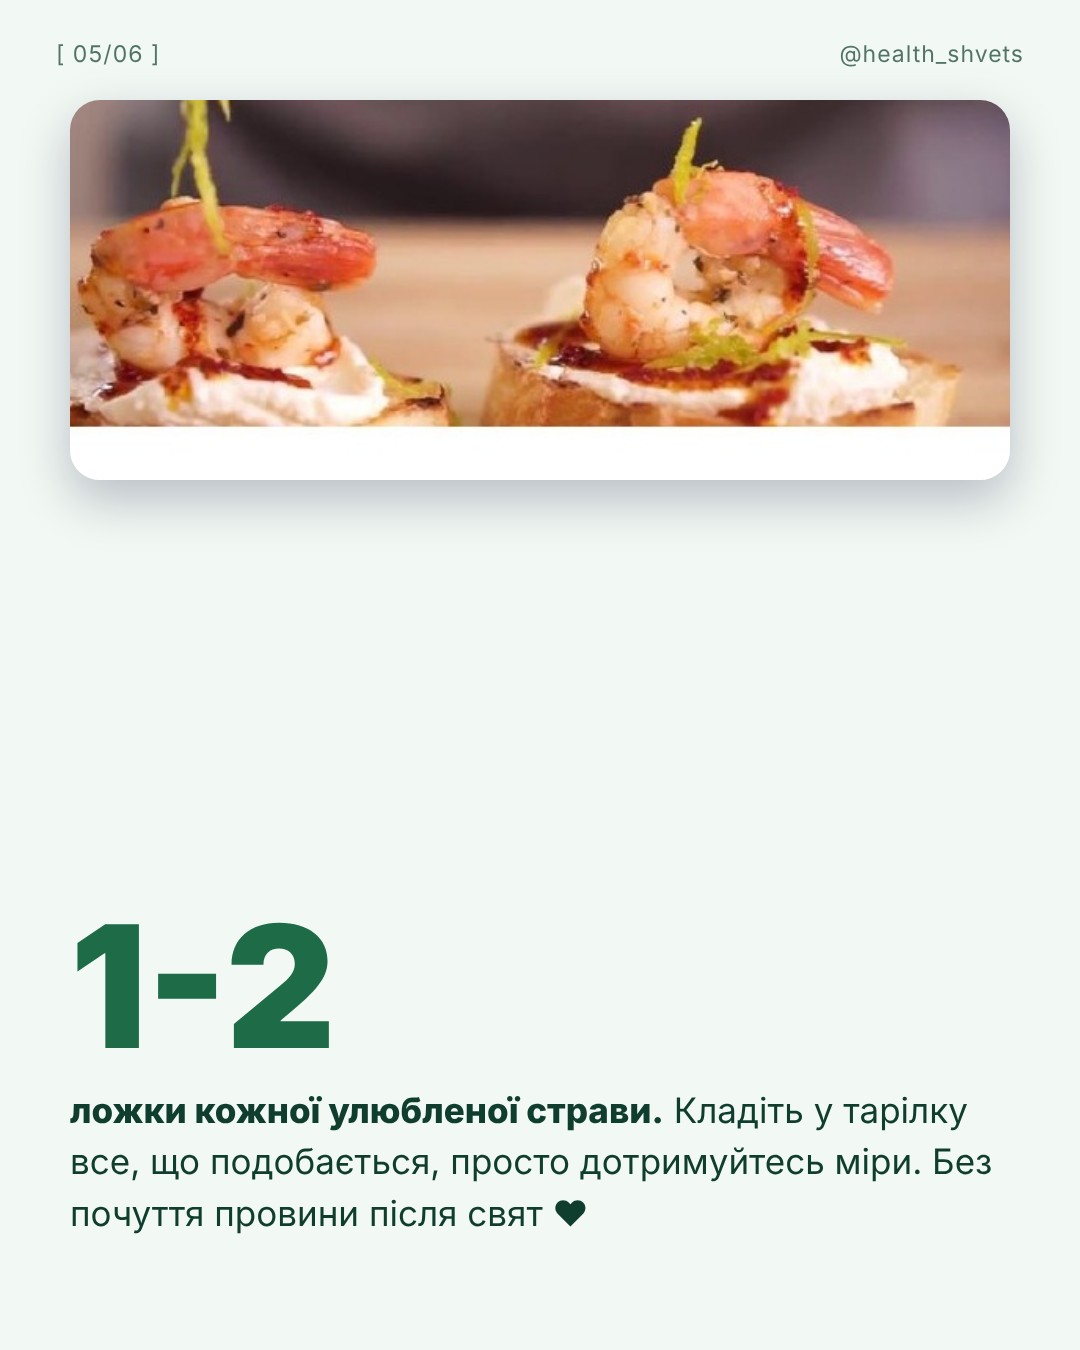 [ 05/06 ]
@health_shvets
1-2
ложки кожної улюбленої страви. Кладіть у тарілку
все, що подобається, просто дотримуйтесь міри. Без
почуття провини після свят ♥